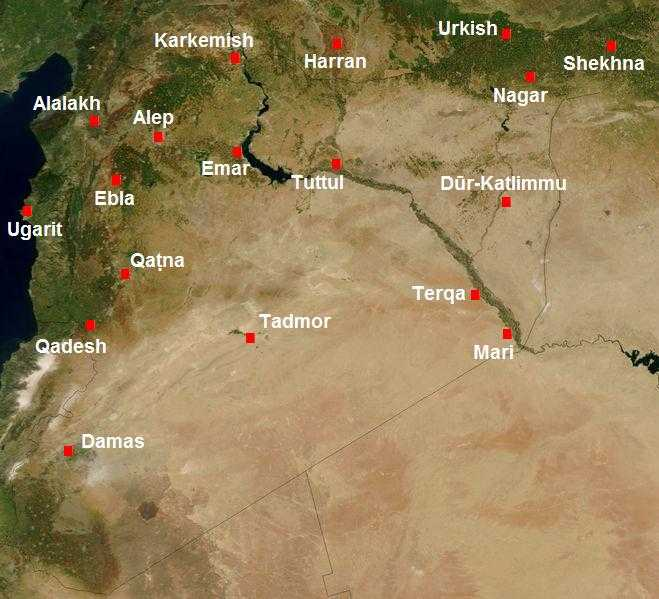 Urkish
Karkemish
Harran
Shekhna
Nagar
Alalakh
Alep
Emar
Tuttul
Dūr-Katlimmu
Ebla
Ugarit
Qaṭna
Terqa
Tadmor
Qadesh
Mari
Damas